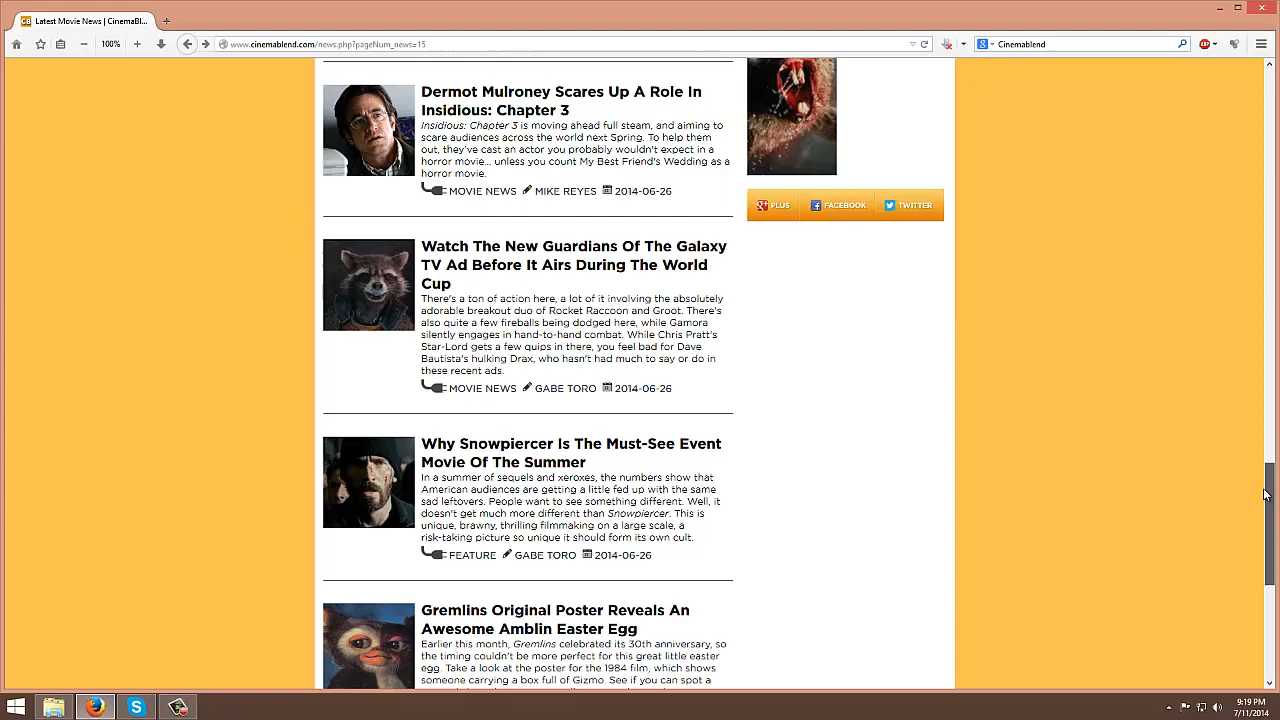 Latest Movie News | CinemaBl...
100%
www.cinemablend.com/news.php?pageNum_news=15
Cinemablend
Dermot Mulroney Scares Up A Role In
Insidious: Chapter 3
Insidious: Chapter 3 is moving ahead full steam, and aiming to
scare audiences across the world next Spring. To help them
out, they've cast an actor you probably wouldn't expect in a
horror movie... unless you count My Best Friend's Wedding as a
horror movie.
MOVIE NEWS MIKE REYES 2014-06-26
PLUS FACEBOOK TWITTER
Watch The New Guardians Of The Galaxy
TV Ad Before It Airs During The World
Cup
There's a ton of action here, a lot of it involving the absolutely
adorable breakout duo of Rocket Raccoon and Groot. There's
also quite a few fireballs being dodged here, while Gamora
silently engages in hand-to-hand combat. While Chris Pratt's
Star-Lord gets a few quips in there, you feel bad for Dave
Bautista's hulking Drax, who hasn't had much to say or do in
these recent ads.
MOVIE NEWS GABE TORO 2014-06-26
Why Snowpiercer Is The Must-See Event
Movie Of The Summer
In a summer of sequels and xeroxes, the numbers show that
American audiences are getting a little fed up with the same
sad leftovers. People want to see something different. Well, it
doesn't get much more different than Snowpiercer. This is
unique, brawny, thrilling filmmaking on a large scale, a
risk-taking picture so unique it should form its own cult.
FEATURE GABE TORO 2014-06-26
Gremlins Original Poster Reveals An
Awesome Amblin Easter Egg
Earlier this month, Gremlins celebrated its 30th anniversary, so
the timing couldn't be more perfect for this great little easter
egg. Take a look at the poster for the 1984 film, which shows
someone carrying a box full of Gizmo. See if you can spot a
9:19 PM
7/11/2014